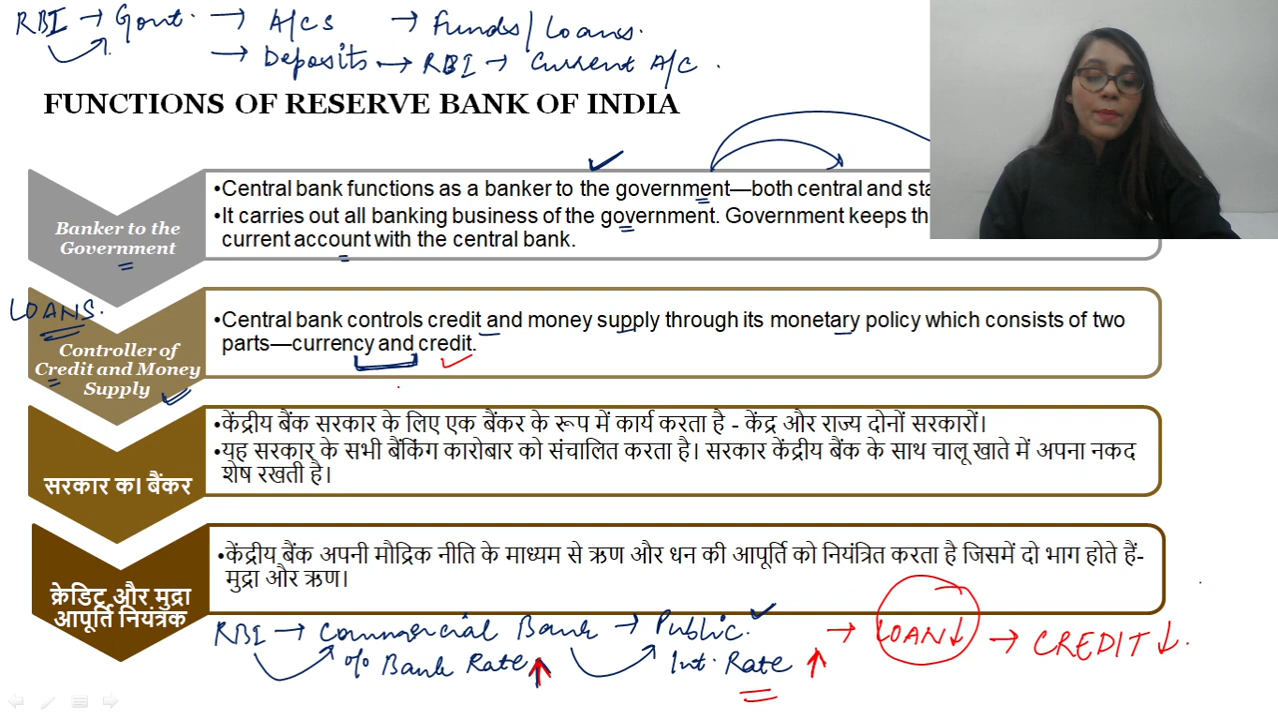 RBI → Govt. → A/CS → Funds/Loans.
→ Deposits → RBI → Current A/C.
FUNCTIONS OF RESERVE BANK OF INDIA
Banker to the
Government
•Central bank functions as a banker to the government—both central and sta
•It carries out all banking business of the government. Government keeps th
current account with the central bank.
LOANS.
Controller of
Credit and Money
Supply
•Central bank controls credit and money supply through its monetary policy which consists of two
parts—currency and credit.
सरकार का बैंकर
•केंद्रीय बैंक सरकार के लिए एक बैंकर के रूप में कार्य करता है - केंद्र और राज्य दोनों सरकारों।
•यह सरकार के सभी बैंकिंग कारोबार को संचालित करता है। सरकार केंद्रीय बैंक के साथ चालू खाते में अपना नकद
शेष रखती है।
क्रेडिट और मुद्रा
आपूर्ति नियंत्रक
•केंद्रीय बैंक अपनी मौद्रिक नीति के माध्यम से ऋण और धन की आपूर्ति को नियंत्रित करता है जिसमें दो भाग होते हैं-
मुद्रा और ऋण।
RBI → Commercial Bank → Public. → LOAN↓ → CREDIT↓.
% Bank Rate↑ Int. Rate ↑